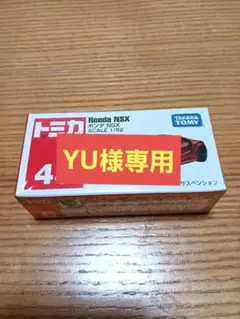 トミカ
Honda NSX
ホンダ NSX
SCALE 1/62
TAKARA TOMY
YU様専用
4
サスペンション